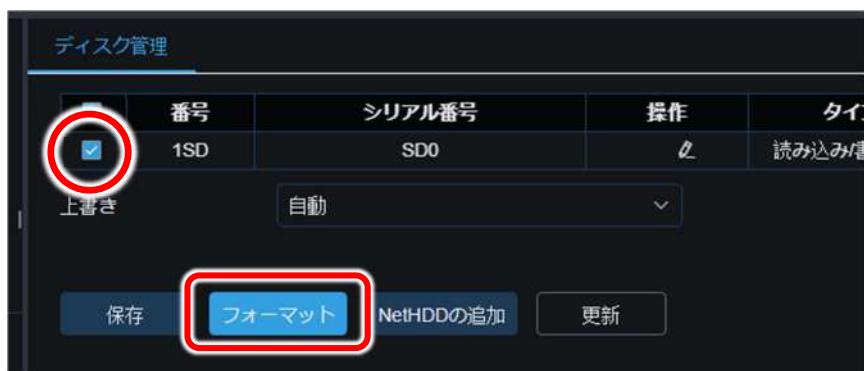 ディスク管理
番号 シリアル番号 操作 タイ
1SD SD0 読み込み/書
上書き 自動
保存 フォーマット NetHDDの追加 更新